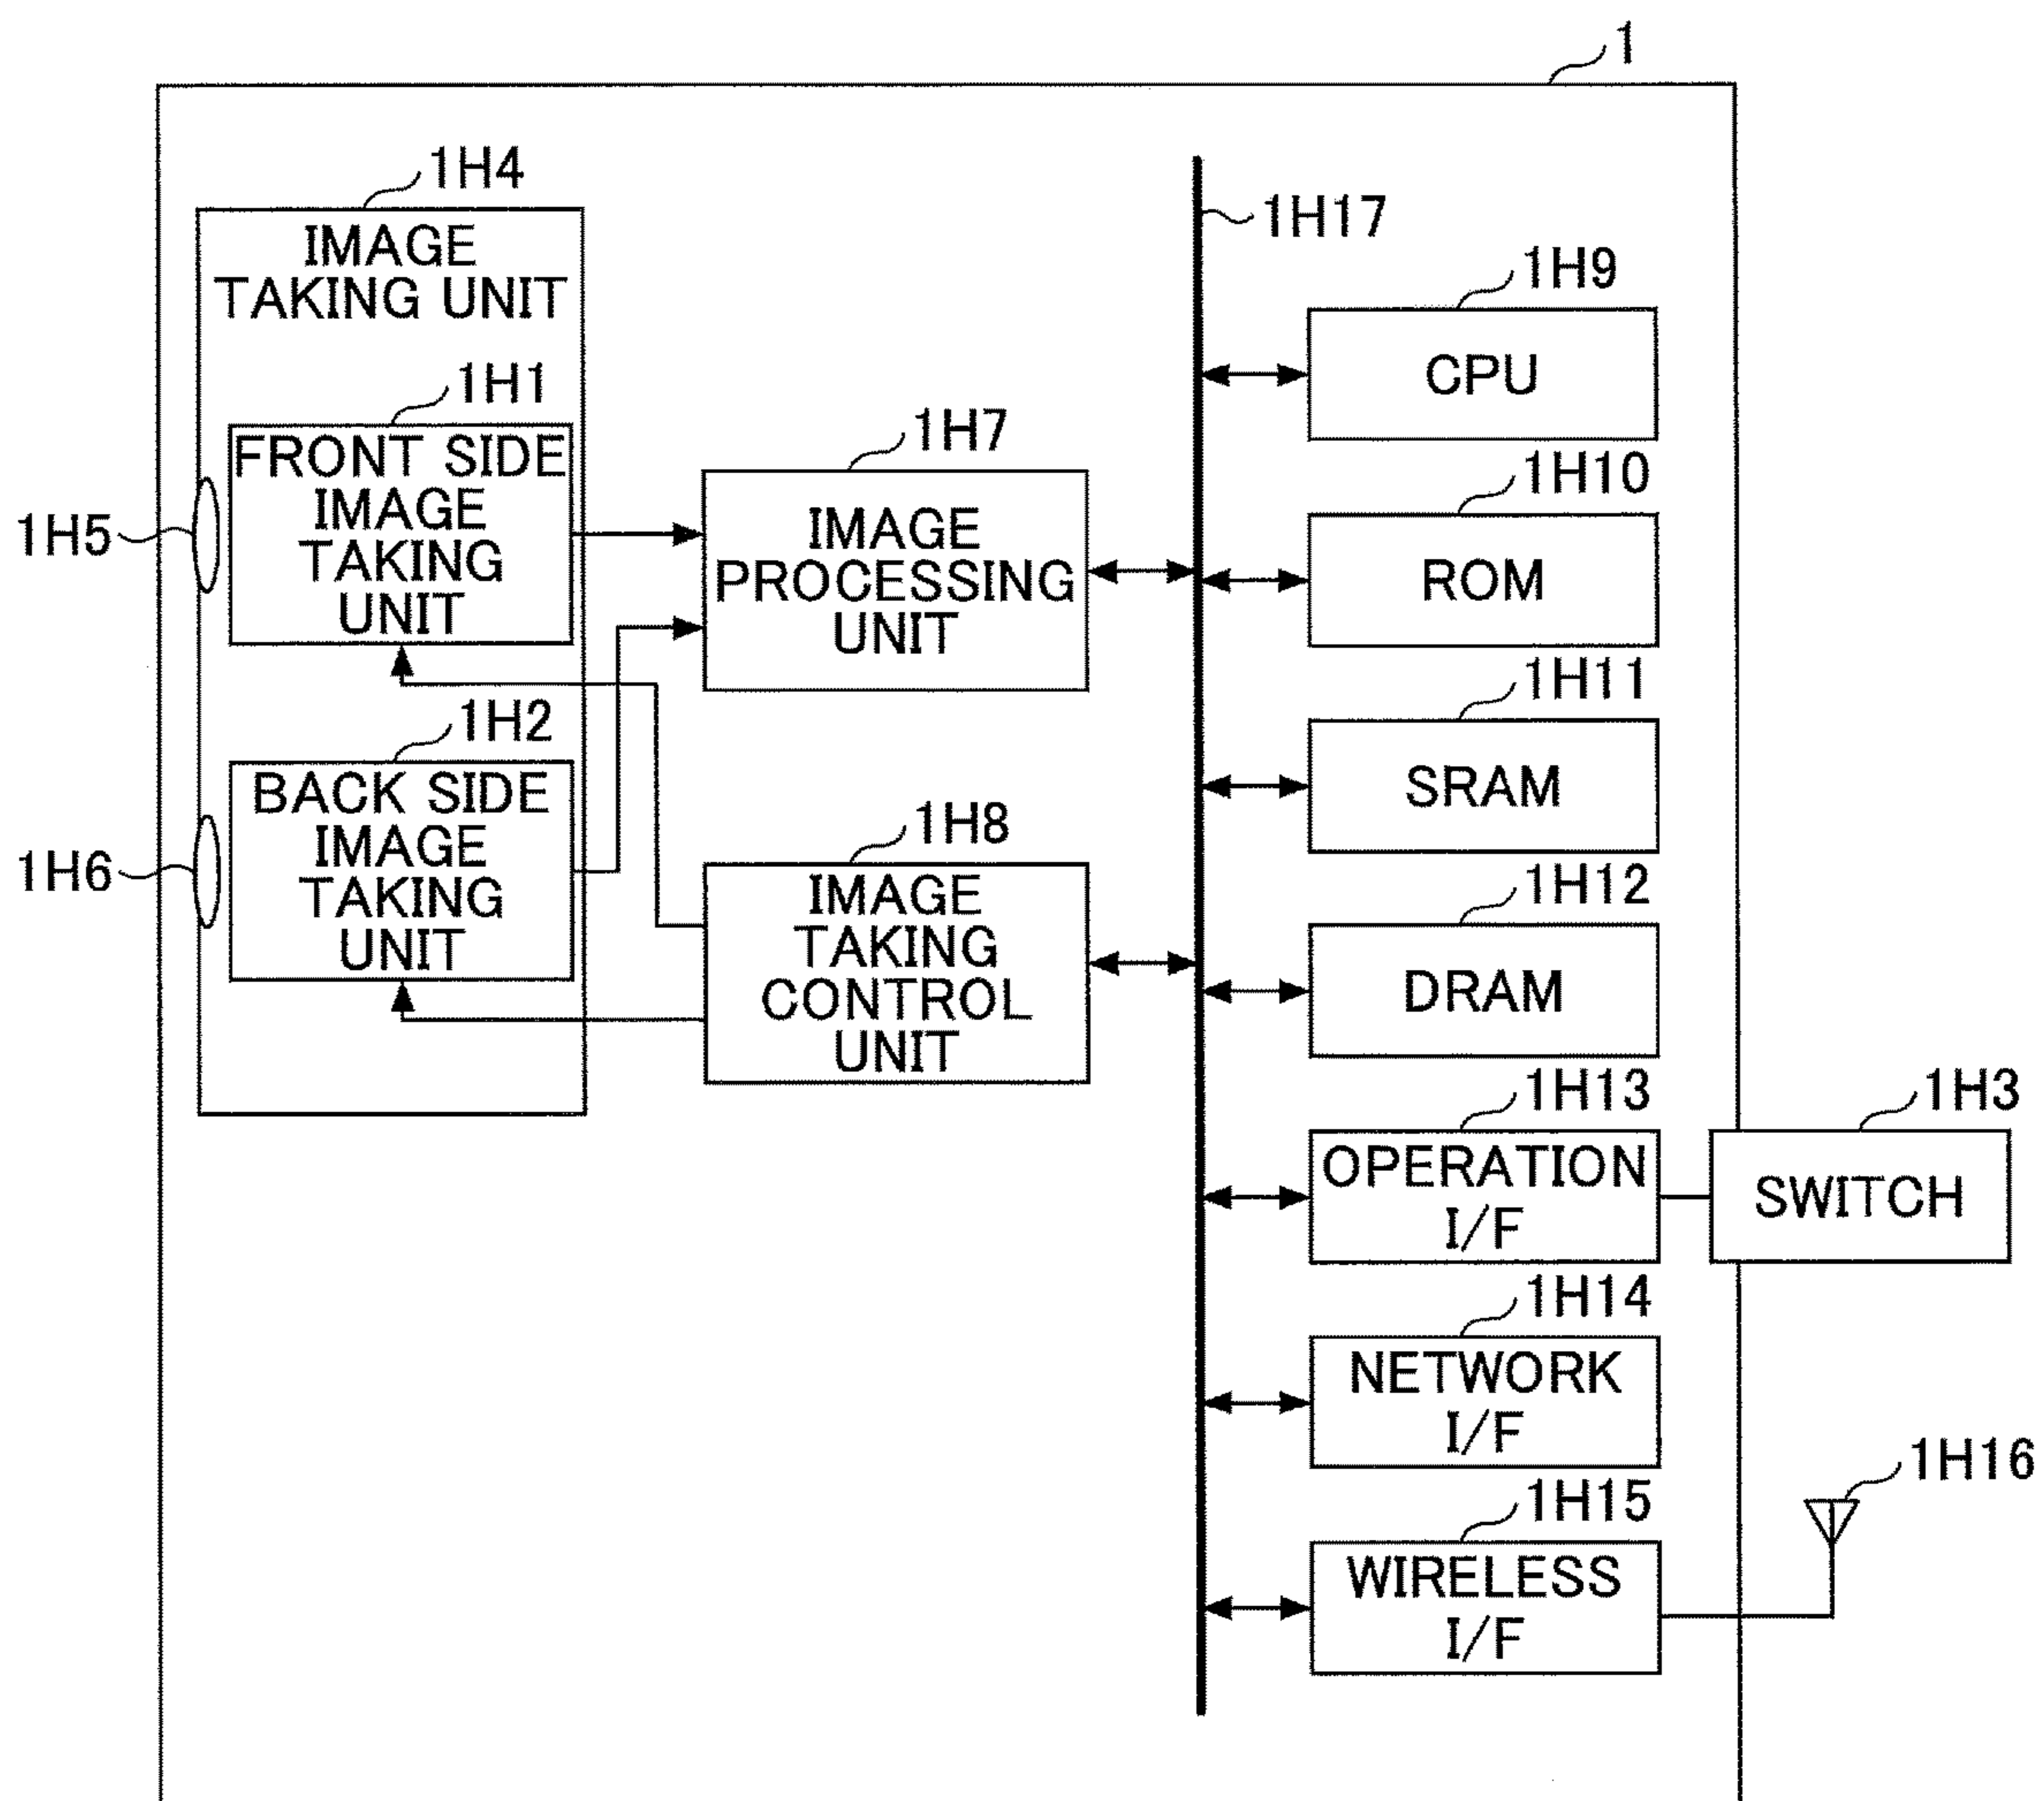 1
1H4
IMAGE
TAKING UNIT
1H17
1H9
CPU
1H1
FRONT SIDE
IMAGE
TAKING
UNIT
1H5
1H7
IMAGE
PROCESSING
UNIT
1H10
ROM
1H11
SRAM
1H2
BACK SIDE
IMAGE
TAKING
UNIT
1H6
1H8
IMAGE
TAKING
CONTROL
UNIT
1H12
DRAM
1H13
OPERATION
I/F
1H3
SWITCH
1H14
NETWORK
I/F
1H15
WIRELESS
I/F
1H16